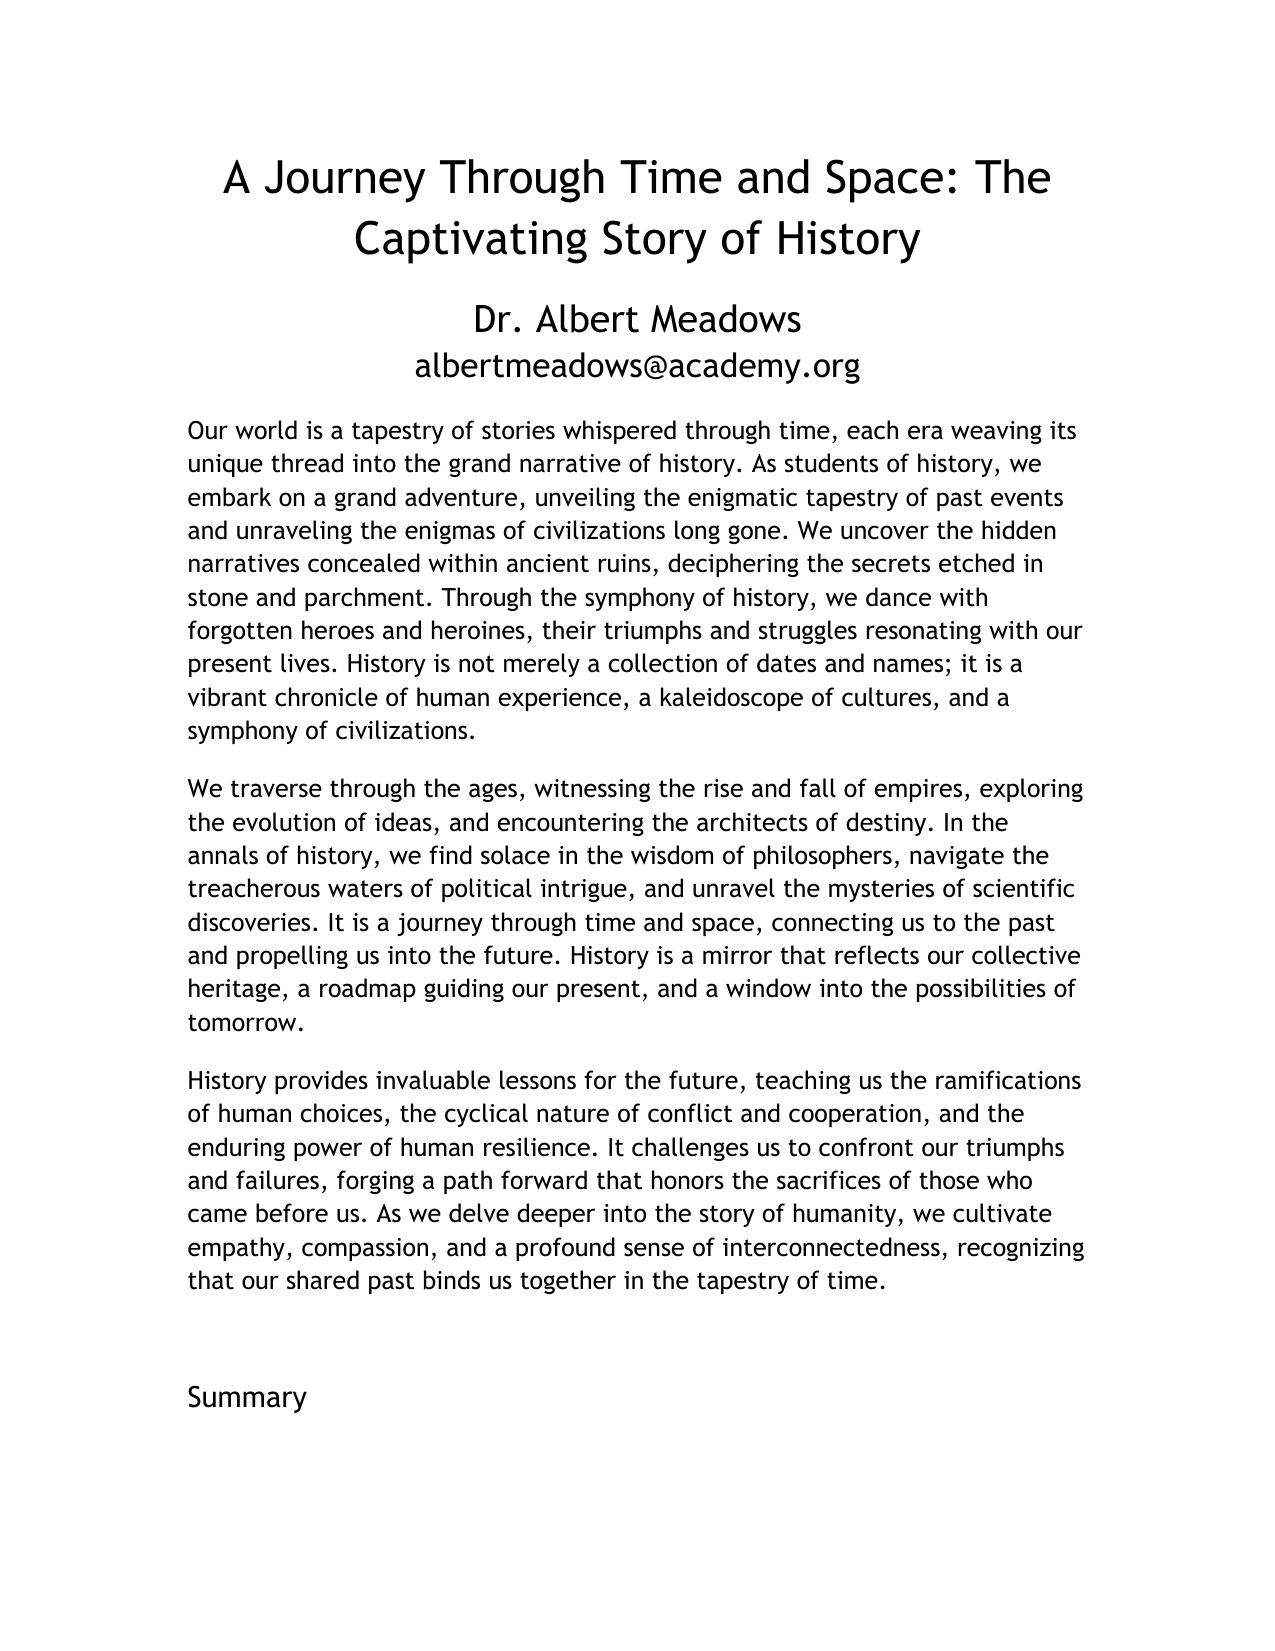 A Journey Through Time and Space: The
Captivating Story of History
Dr. Albert Meadows
albertmeadows@academy.org
Our world is a tapestry of stories whispered through time, each era weaving its
unique thread into the grand narrative of history. As students of history, we
embark on a grand adventure, unveiling the enigmatic tapestry of past events
and unraveling the enigmas of civilizations long gone. We uncover the hidden
narratives concealed within ancient ruins, deciphering the secrets etched in
stone and parchment. Through the symphony of history, we dance with
forgotten heroes and heroines, their triumphs and struggles resonating with our
present lives. History is not merely a collection of dates and names; it is a
vibrant chronicle of human experience, a kaleidoscope of cultures, and a
symphony of civilizations.
We traverse through the ages, witnessing the rise and fall of empires, exploring
the evolution of ideas, and encountering the architects of destiny. In the
annals of history, we find solace in the wisdom of philosophers, navigate the
treacherous waters of political intrigue, and unravel the mysteries of scientific
discoveries. It is a journey through time and space, connecting us to the past
and propelling us into the future. History is a mirror that reflects our collective
heritage, a roadmap guiding our present, and a window into the possibilities of
tomorrow.
History provides invaluable lessons for the future, teaching us the ramifications
of human choices, the cyclical nature of conflict and cooperation, and the
enduring power of human resilience. It challenges us to confront our triumphs
and failures, forging a path forward that honors the sacrifices of those who
came before us. As we delve deeper into the story of humanity, we cultivate
empathy, compassion, and a profound sense of interconnectedness, recognizing
that our shared past binds us together in the tapestry of time.
Summary